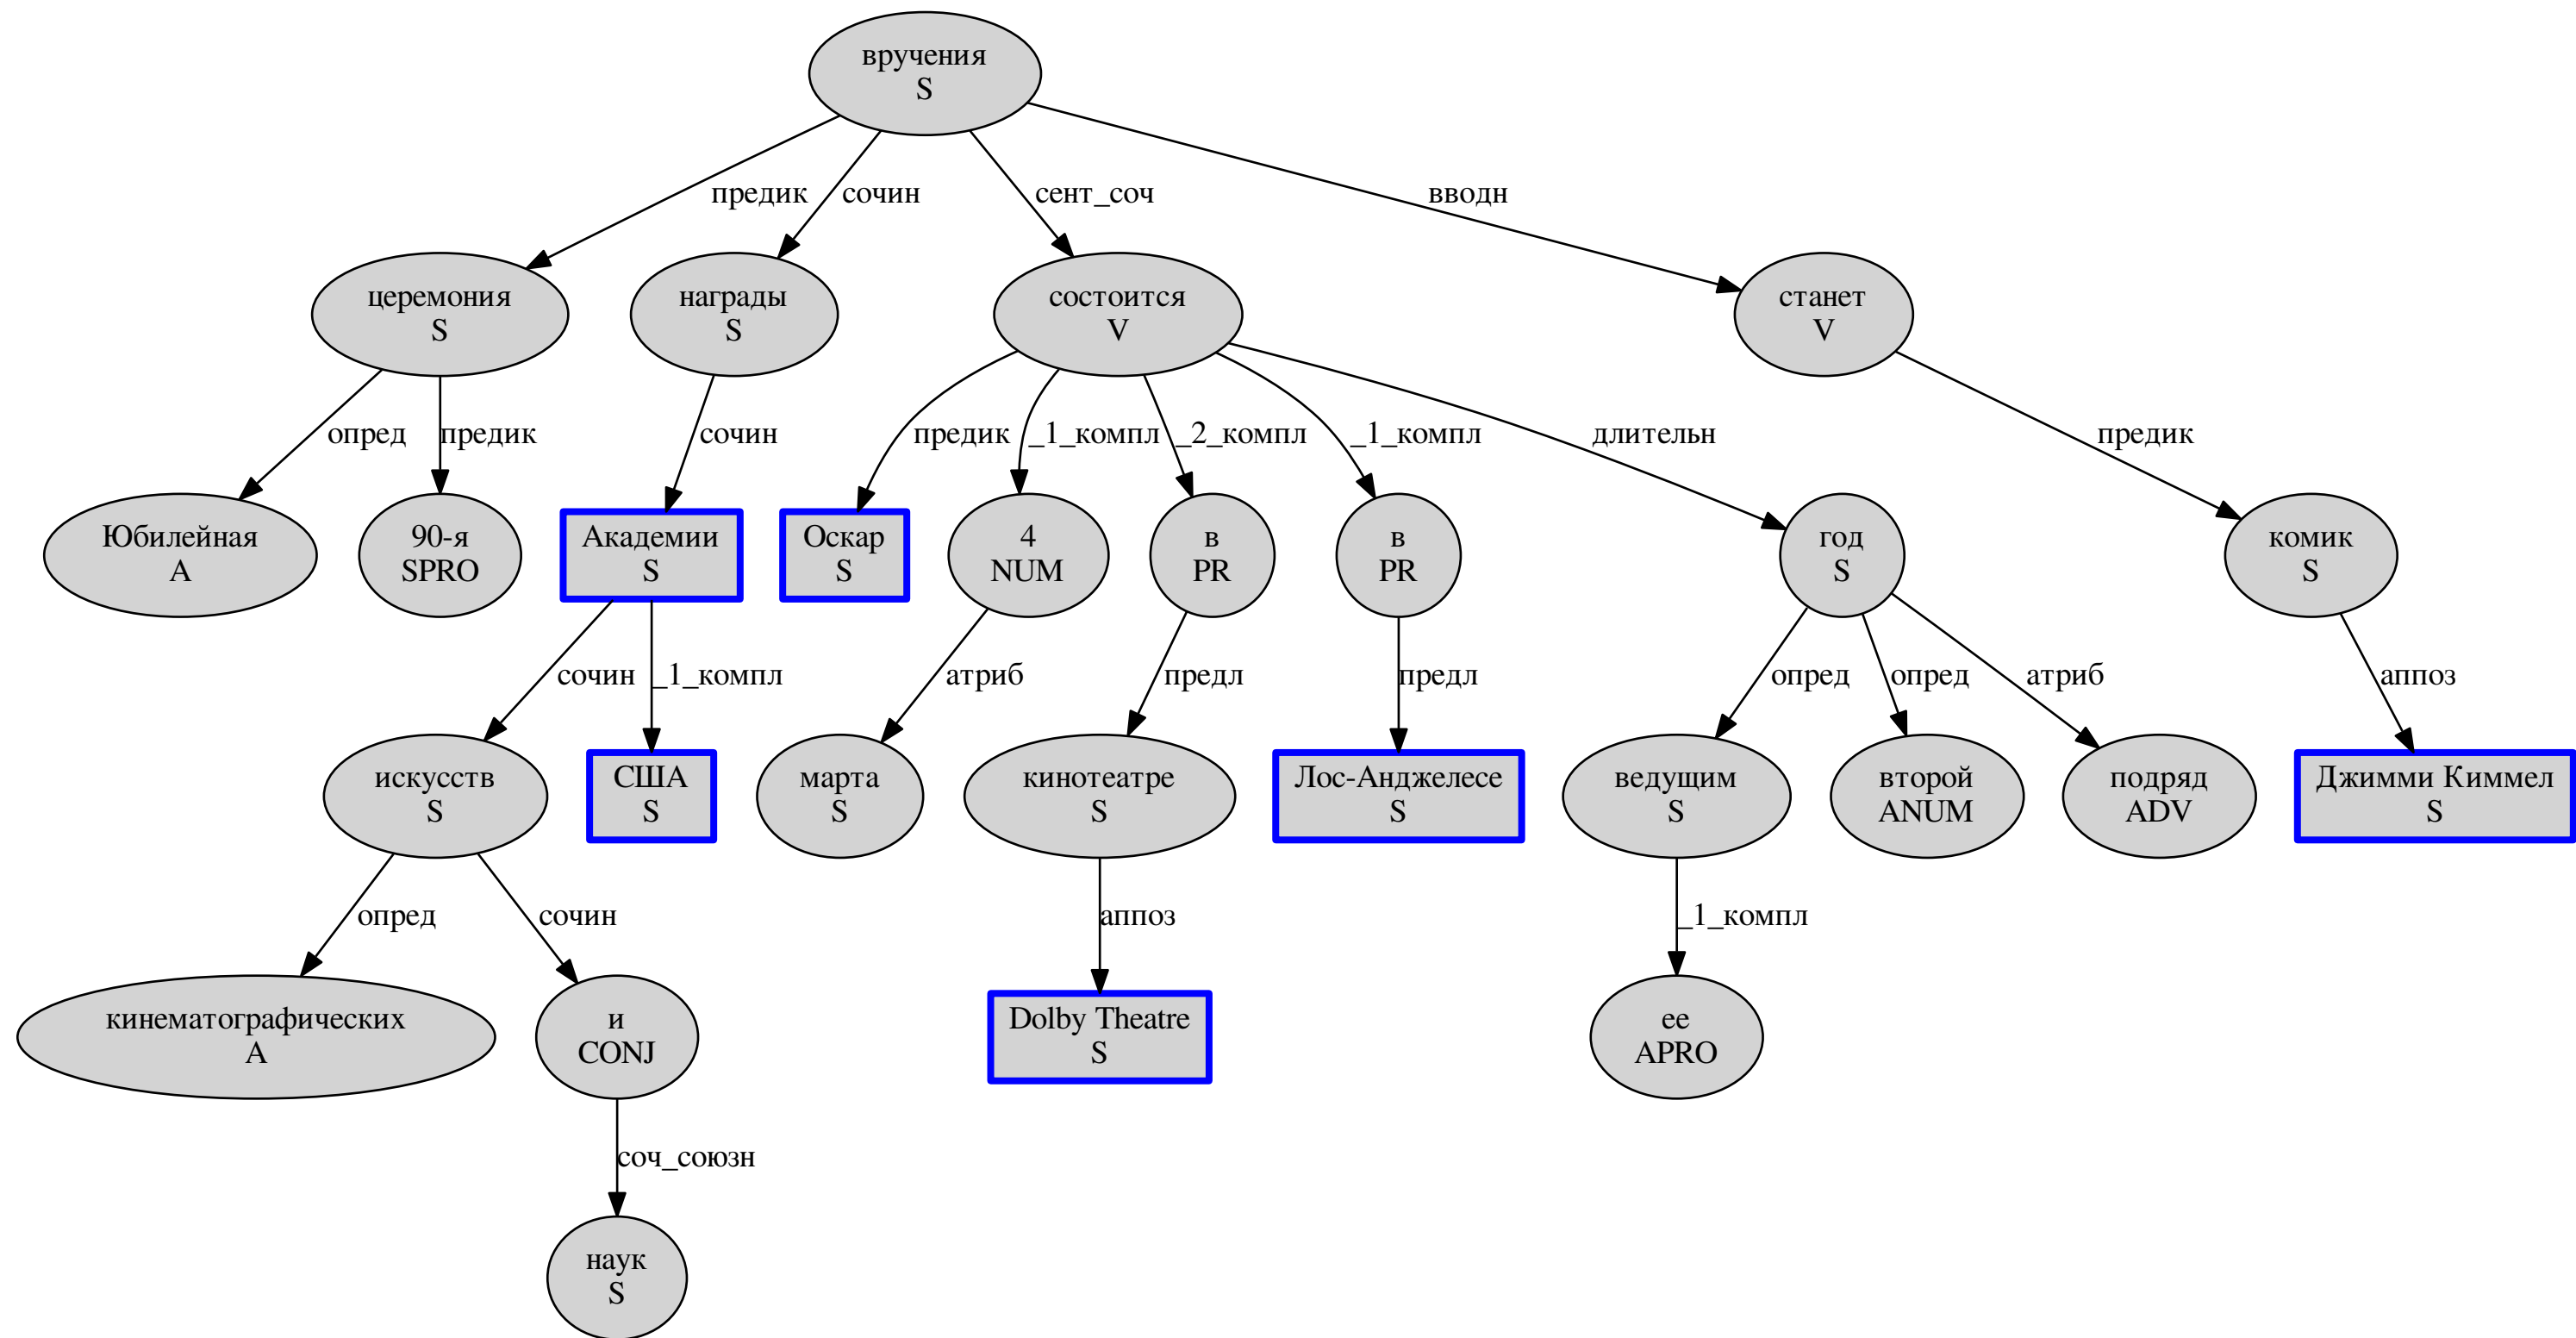 вручения
S
предик
сочин
сент_соч
вводн
церемония
S
награды
S
состоится
V
станет
V
опред
предик
сочин
предик
_1_компл
_2_компл
_1_компл
длительн
предик
Юбилейная
A
90-я
SPRO
Академии
S
Оскар
S
4
NUM
в
PR
в
PR
год
S
комик
S
сочин
_1_компл
атриб
предл
предл
опред
опред
атриб
аппоз
искусств
S
США
S
марта
S
кинотеатре
S
Лос-Анджелесе
S
ведущим
S
второй
ANUM
подряд
ADV
Джимми Киммел
S
опред
сочин
аппоз
_1_компл
кинематографических
A
и
CONJ
Dolby Theatre
S
ее
APRO
соч_союзн
наук
S